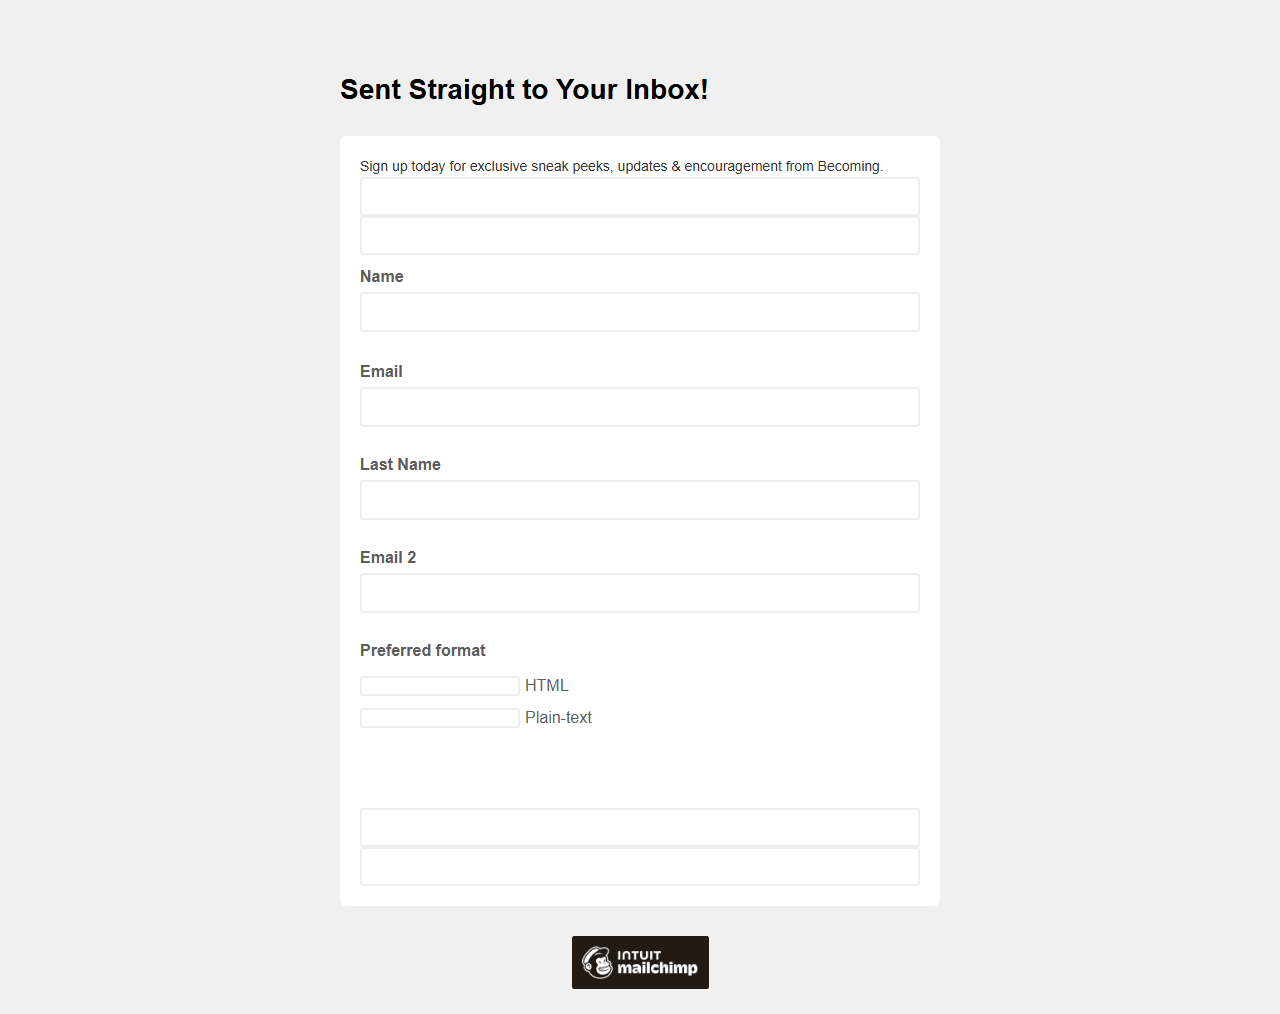 Sent Straight to Your Inbox!
Sign up today for exclusive sneak peeks, updates & encouragement from Becoming.
Name
Email
Last Name
Email 2
Preferred format
HTML
Plain-text
INTUIT
mailchimp